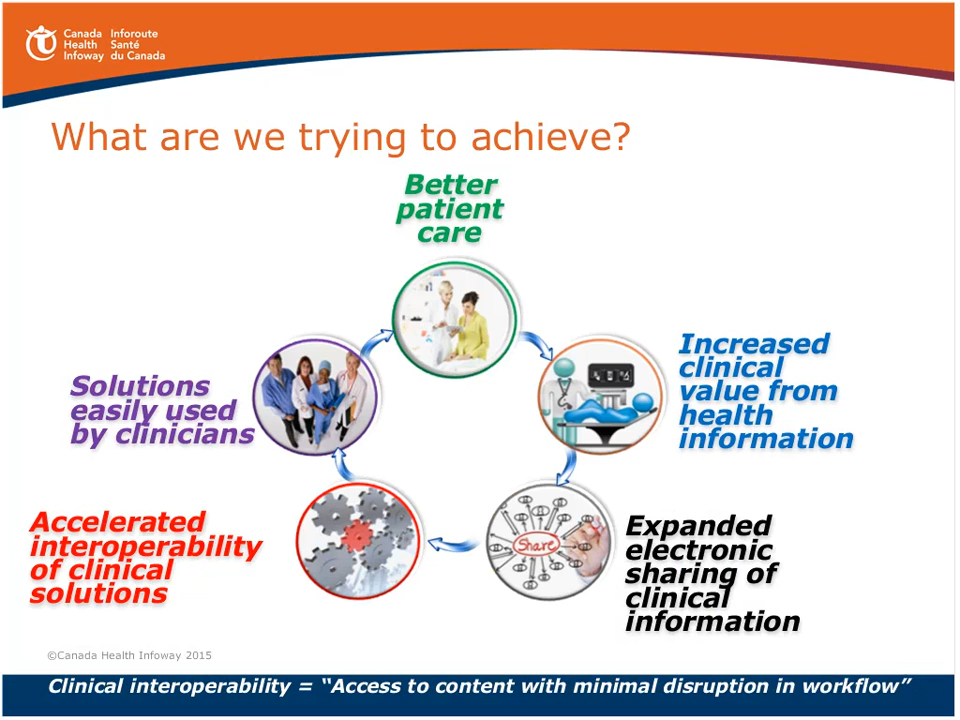 Canada Inforoute
Health Santé
Infoway du Canada
What are we trying to achieve?
Better
patient
care
Increased
clinical
value from
health
information
Solutions
easily used
by clinicians
Share
Accelerated
interoperability
of clinical
solutions
Expanded
electronic
sharing of
clinical
information
©Canada Health Infoway 2015
Clinical interoperability = “Access to content with minimal disruption in workflow”